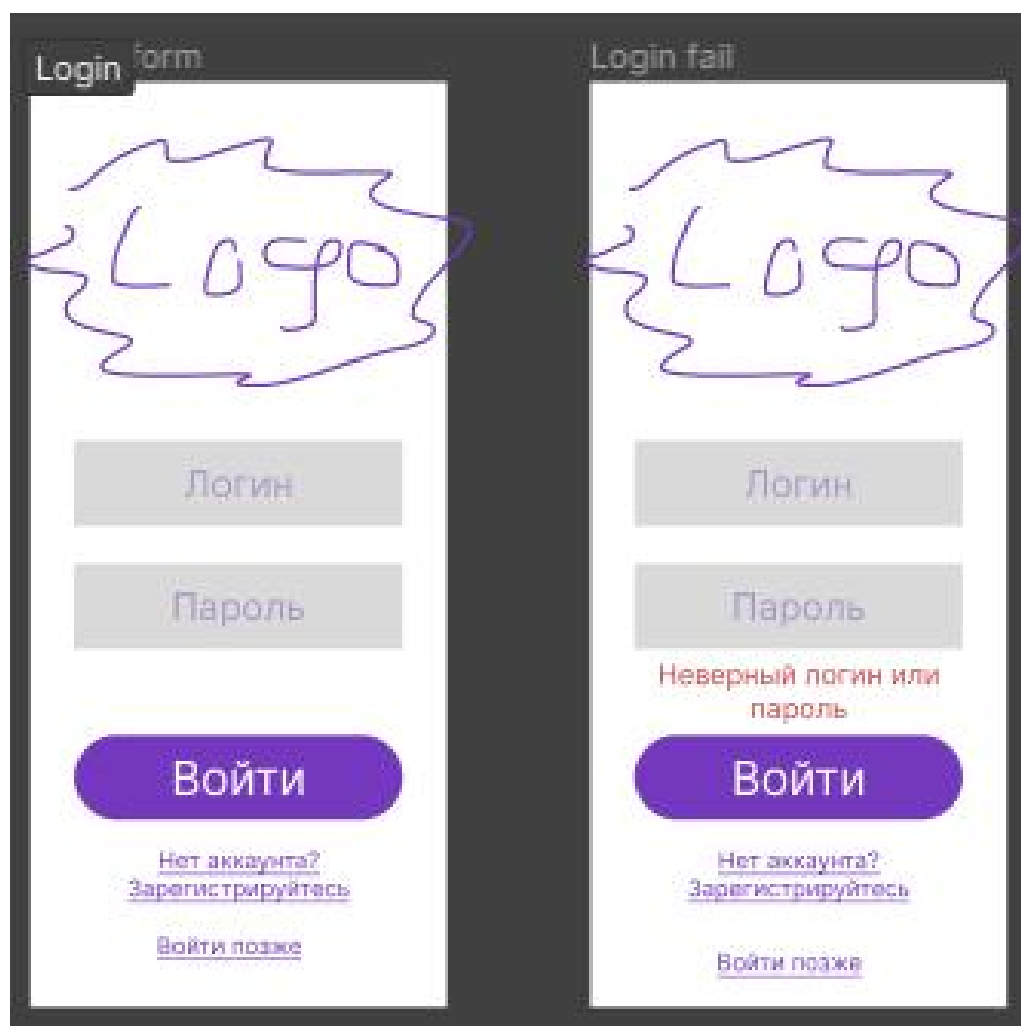 Login form
Logo
Логин
Пароль
Войти
Нет аккаунта?
Зарегистрируйтесь
Войти позже
Login fail
Logo
Логин
Пароль
Неверный логин или
пароль
Войти
Нет аккаунта?
Зарегистрируйтесь
Войти позже